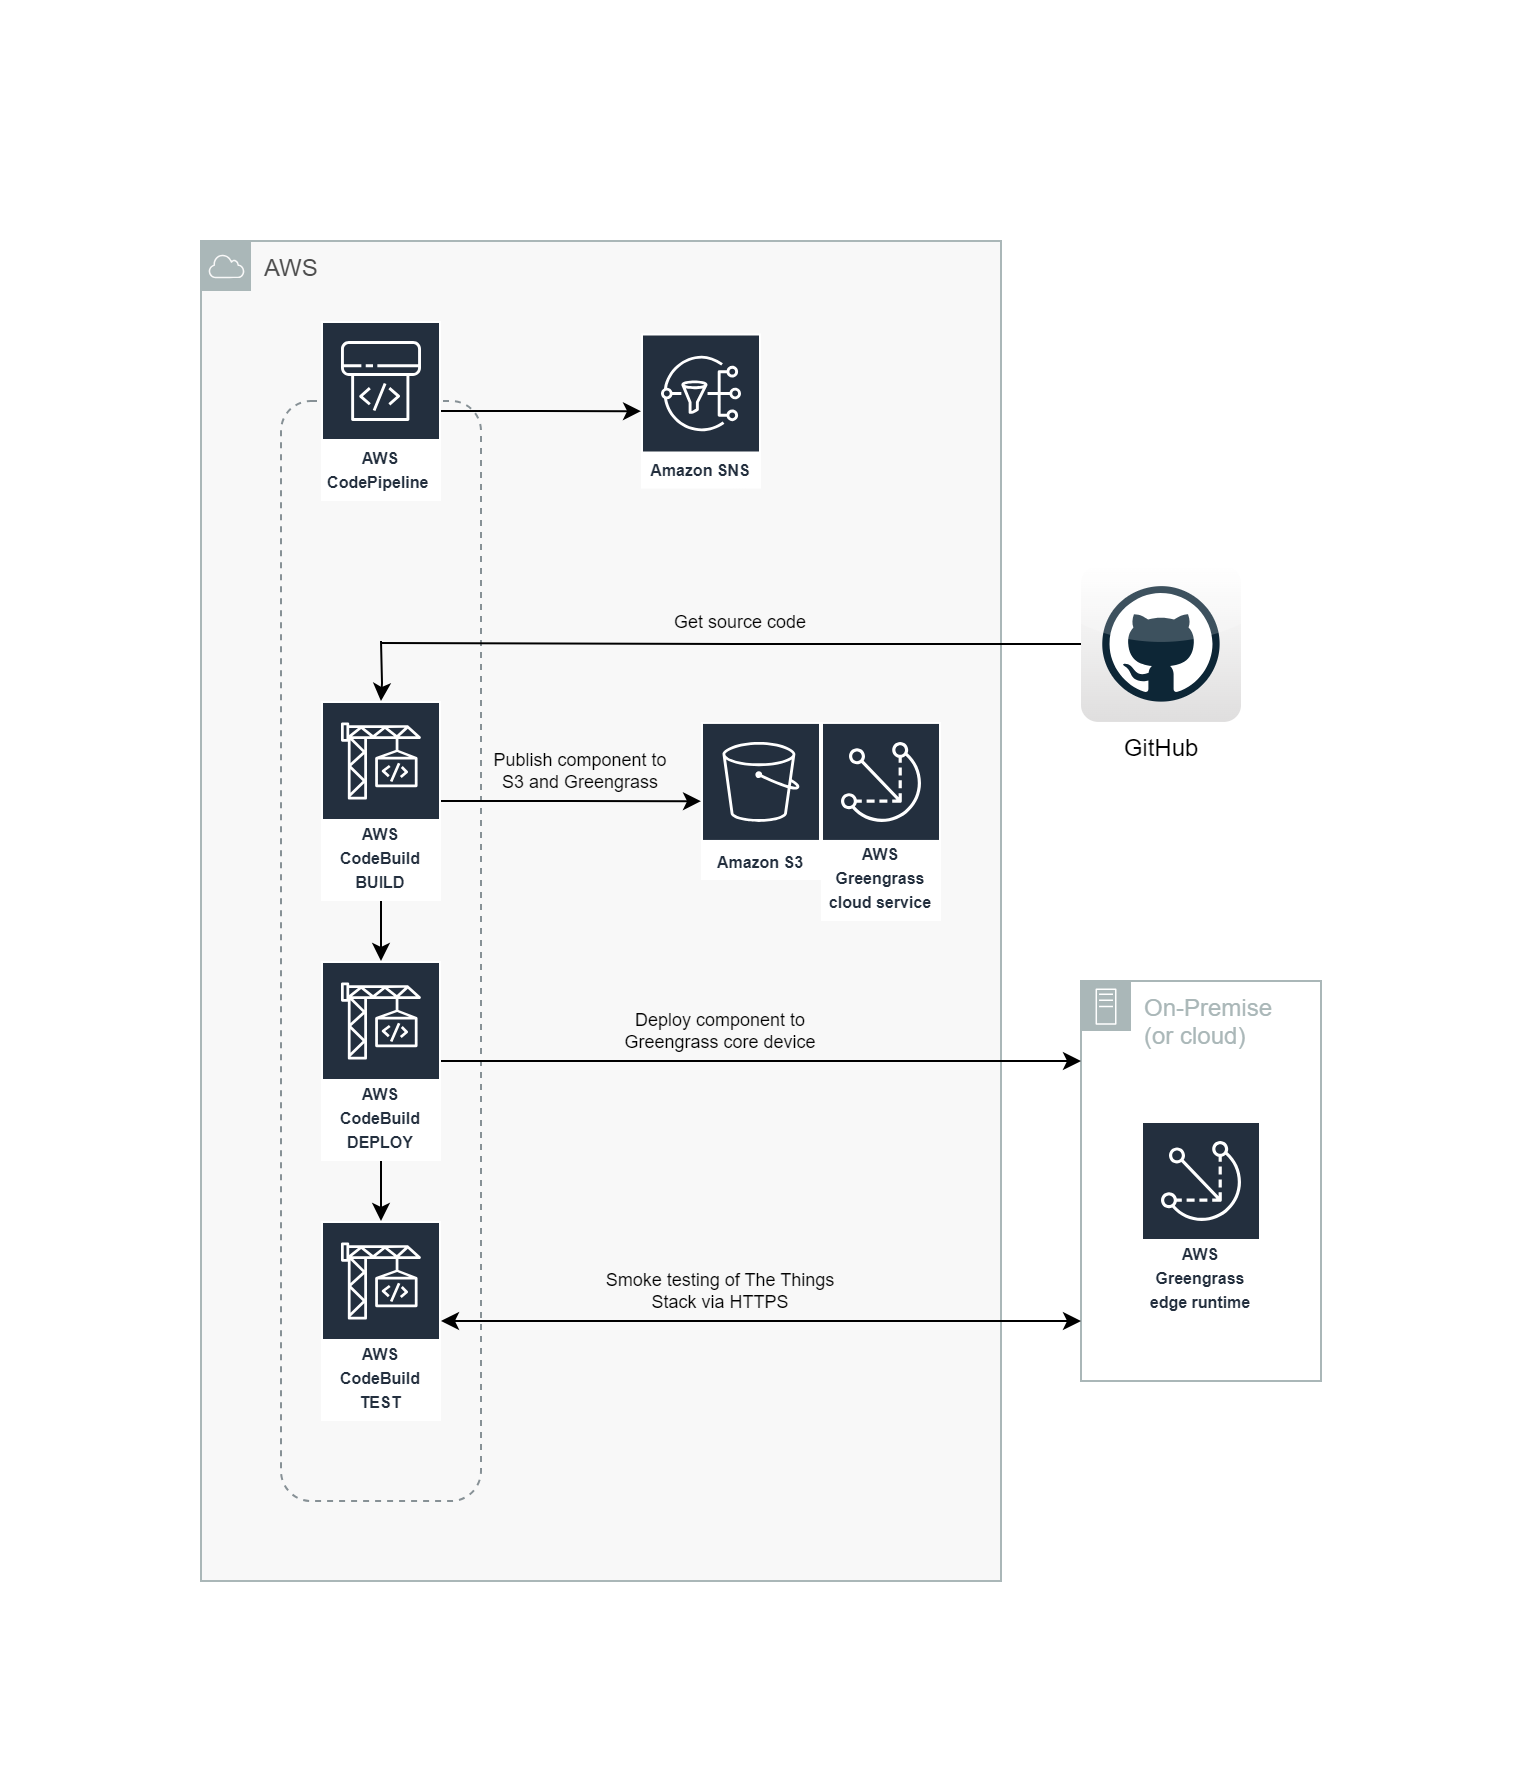 AWS
AWS
CodePipeline
Amazon SNS
Get source code
GitHub
Publish component to
S3 and Greengrass
AWS
CodeBuild
BUILD
Amazon S3
AWS
Greengrass
cloud service
Deploy component to
Greengrass core device
On-Premise
(or cloud)
AWS
CodeBuild
DEPLOY
AWS
Greengrass
edge runtime
Smoke testing of The Things
Stack via HTTPS
AWS
CodeBuild
TEST